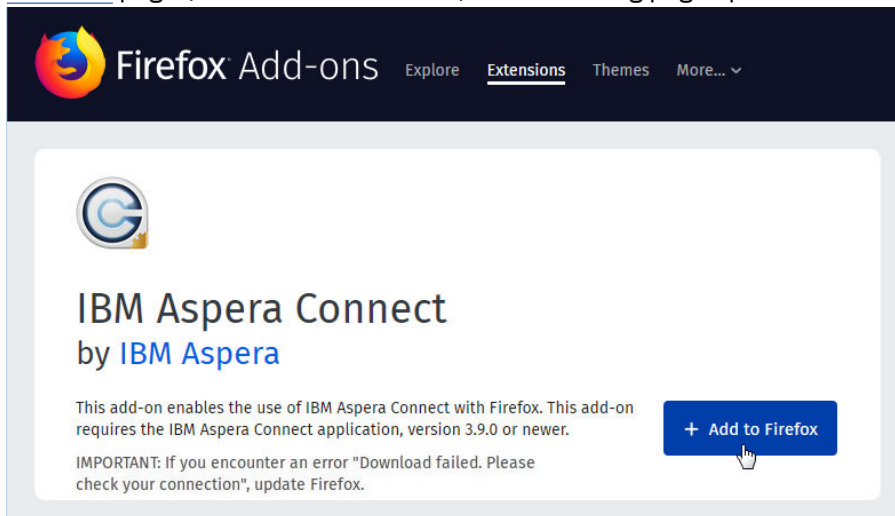 Firefox Add-ons Explore Extensions Themes More...
IBM Aspera Connect
by IBM Aspera
This add-on enables the use of IBM Aspera Connect with Firefox. This add-on
requires the IBM Aspera Connect application, version 3.9.0 or newer.
+ Add to Firefox
IMPORTANT: If you encounter an error "Download failed. Please
check your connection", update Firefox.